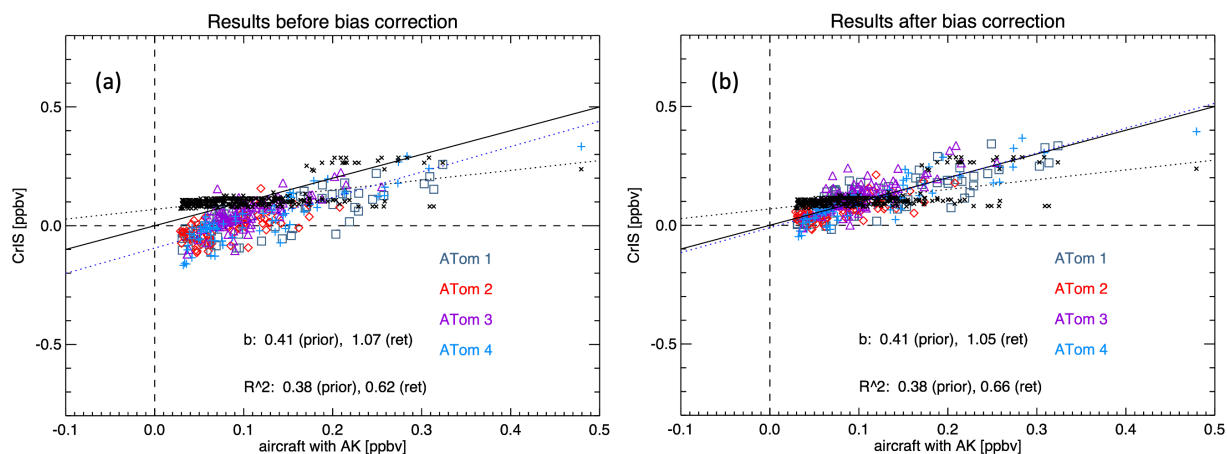 Results before bias correction
(a)
CrIS [ppbv]
0.5
0.0
-0.5
ATom 1
ATom 2
ATom 3
ATom 4
b: 0.41 (prior), 1.07 (ret)
R^2: 0.38 (prior), 0.62 (ret)
-0.1 0.0 0.1 0.2 0.3 0.4 0.5
aircraft with AK [ppbv]
Results after bias correction
(b)
CrIS [ppbv]
0.5
0.0
-0.5
ATom 1
ATom 2
ATom 3
ATom 4
b: 0.41 (prior), 1.05 (ret)
R^2: 0.38 (prior), 0.66 (ret)
-0.1 0.0 0.1 0.2 0.3 0.4 0.5
aircraft with AK [ppbv]